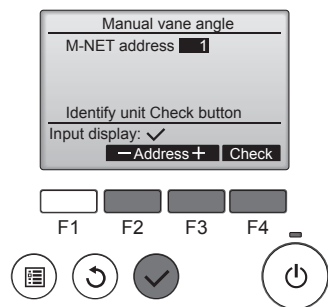 Manual vane angle
M-NET address 1
Identify unit Check button
Input display: ✓
− Address + Check
F1 F2 F3 F4